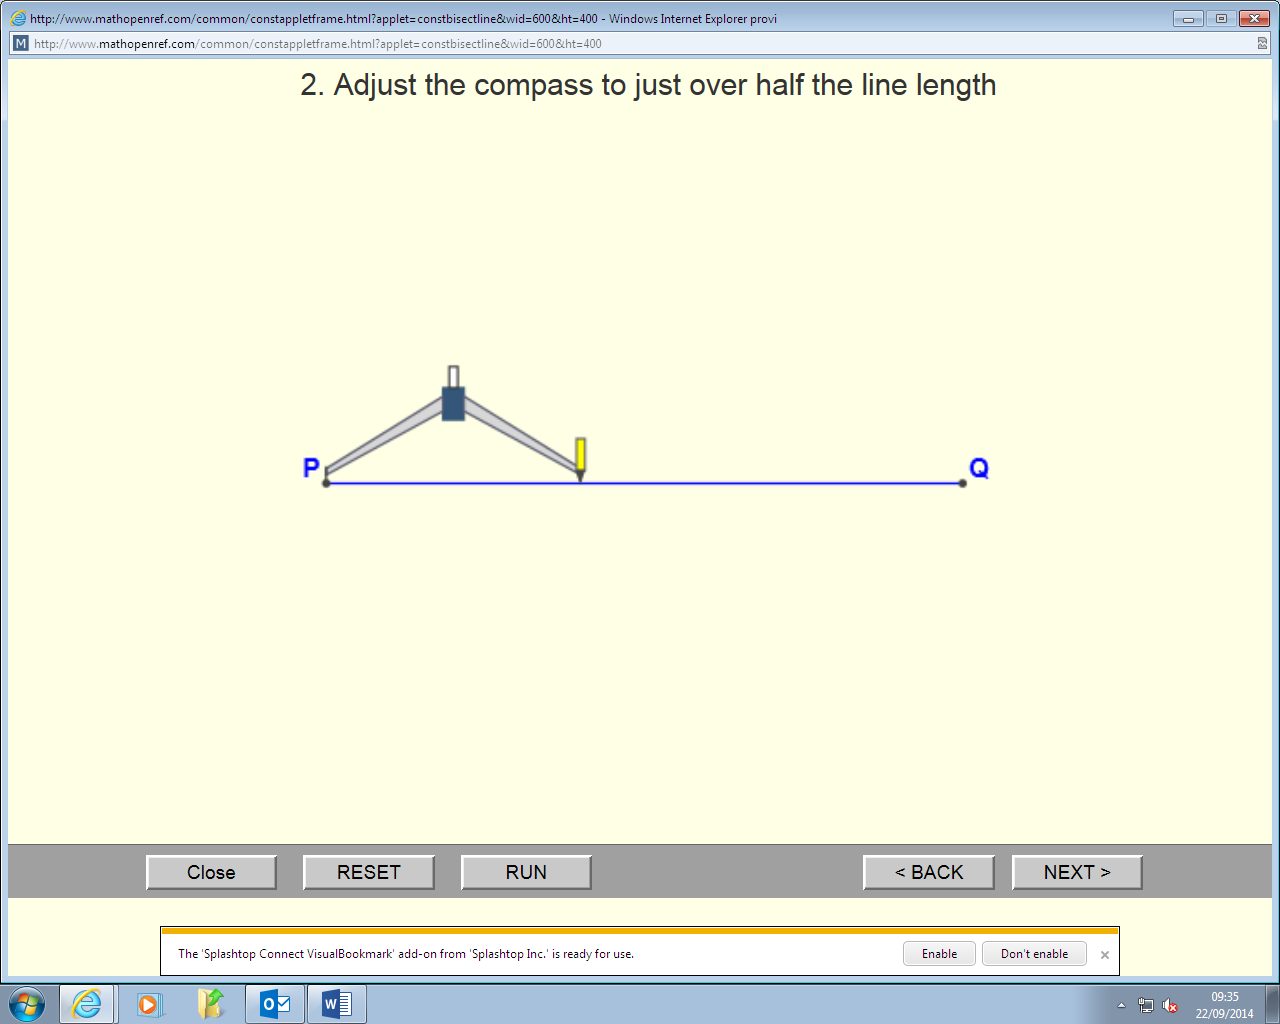 http://www.mathopenref.com/common/constappletframe.html?applet=constbisectline&wid=600&ht=400 - Windows Internet Explorer provi
M http://www.mathopenref.com/common/constappletframe.html?applet=constbisectline&wid=600&ht=400
2. Adjust the compass to just over half the line length
P Q
Close RESET RUN < BACK NEXT >
The 'Splashtop Connect VisualBookmark' add-on from 'Splashtop Inc.' is ready for use. Enable Don't enable ×
09:35
22/09/2014